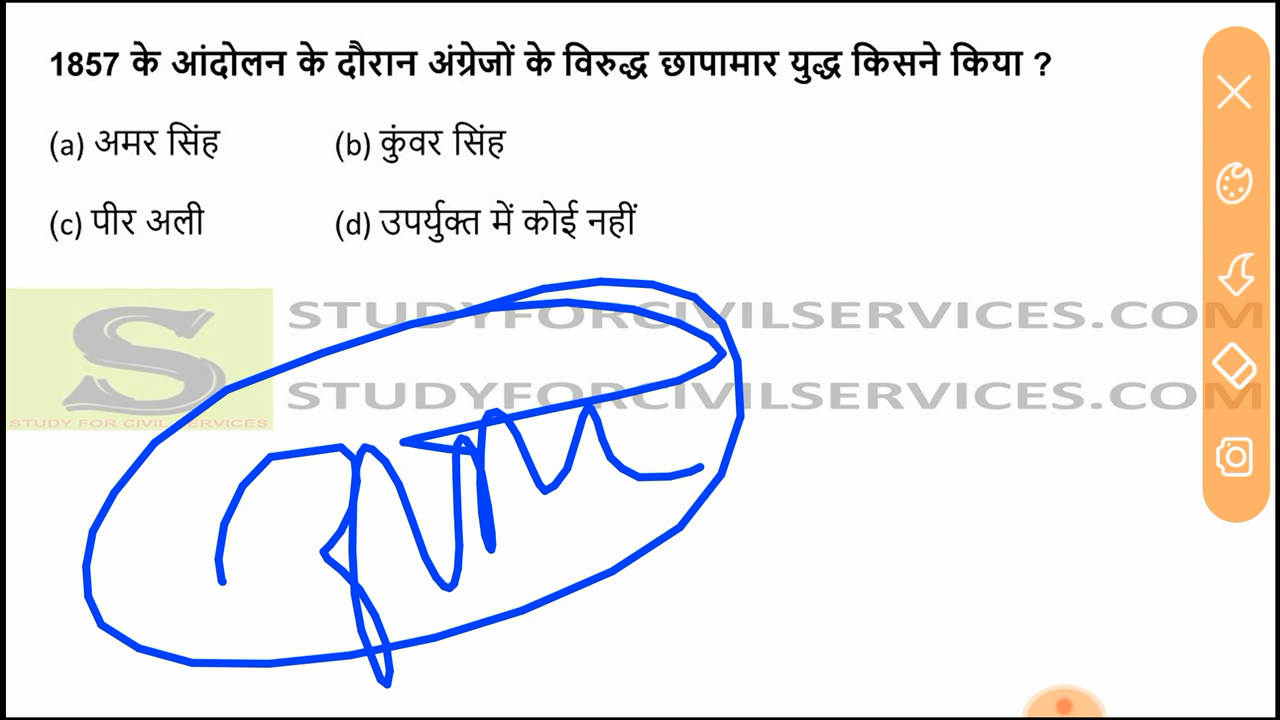 1857 के आंदोलन के दौरान अंग्रेजों के विरुद्ध छापामार युद्ध किसने किया ?
(a) अमर सिंह (b) कुंवर सिंह
(c) पीर अली (d) उपर्युक्त में कोई नहीं
S STUDYFORCIVILSERVICES.COM
STUDYFORCIVILSERVICES.COM
STUDY FOR CIVIL SERVICES